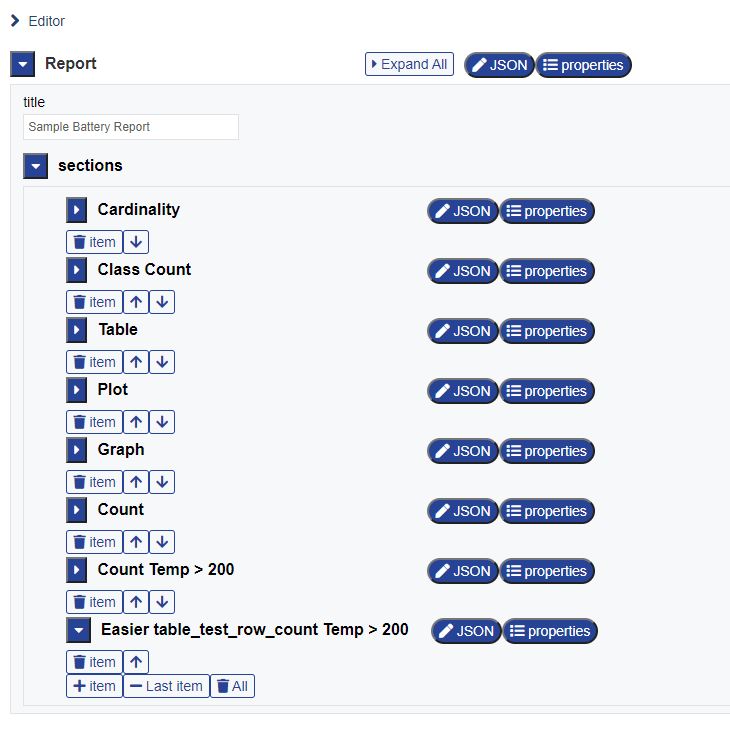 Editor
Report Expand All JSON properties
title
Sample Battery Report
sections
Cardinality JSON properties
item
Class Count JSON properties
item
Table JSON properties
item
Plot JSON properties
item
Graph JSON properties
item
Count JSON properties
item
Count Temp > 200 JSON properties
item
Easier table_test_row_count Temp > 200 JSON properties
item
item Last item All